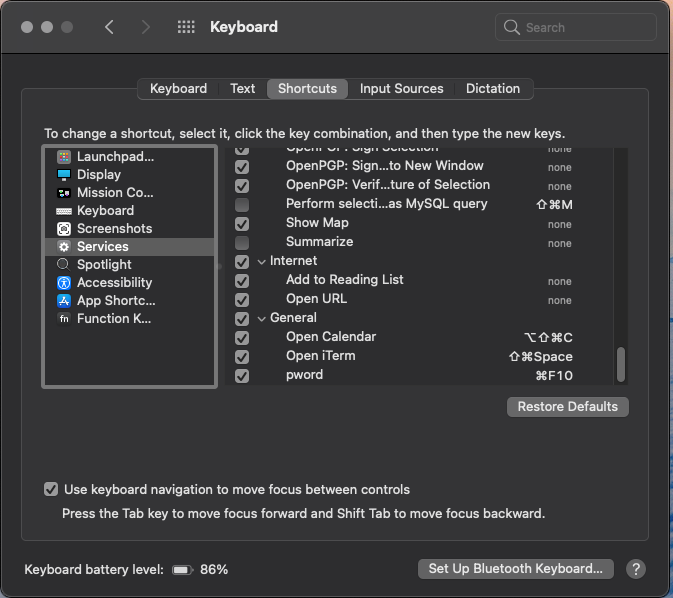 Keyboard
Search
Keyboard Text Shortcuts Input Sources Dictation
To change a shortcut, select it, click the key combination, and then type the new keys.
Launchpad...
Display
Mission Co...
Keyboard
Screenshots
Services
Spotlight
Accessibility
App Shortc...
fn Function K...
OpenPGP: Sign Selection none
OpenPGP: Sign...to New Window none
OpenPGP: Verif...ture of Selection none
Perform selecti...as MySQL query ⇧⌘M
Show Map none
Summarize none
Internet
Add to Reading List none
Open URL none
General
Open Calendar ⌥⇧⌘C
Open iTerm ⇧⌘Space
pword ⌘F10
Restore Defaults
Use keyboard navigation to move focus between controls
Press the Tab key to move focus forward and Shift Tab to move focus backward.
Keyboard battery level: 86%
Set Up Bluetooth Keyboard... ?